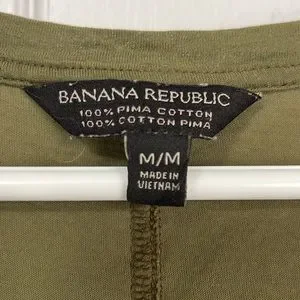 BANANA REPUBLIC
100% PIMA COTTON
100% COTTON PIMA
M/M
MADE IN
VIETNAM